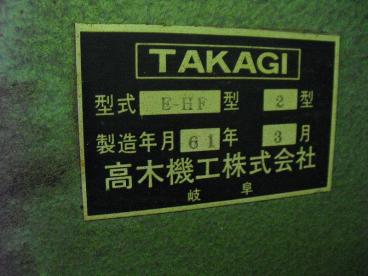 TAKAGI
型式 E-HF 型 2 型
製造年月 61 年 3 月
高木機工株式会社
岐阜